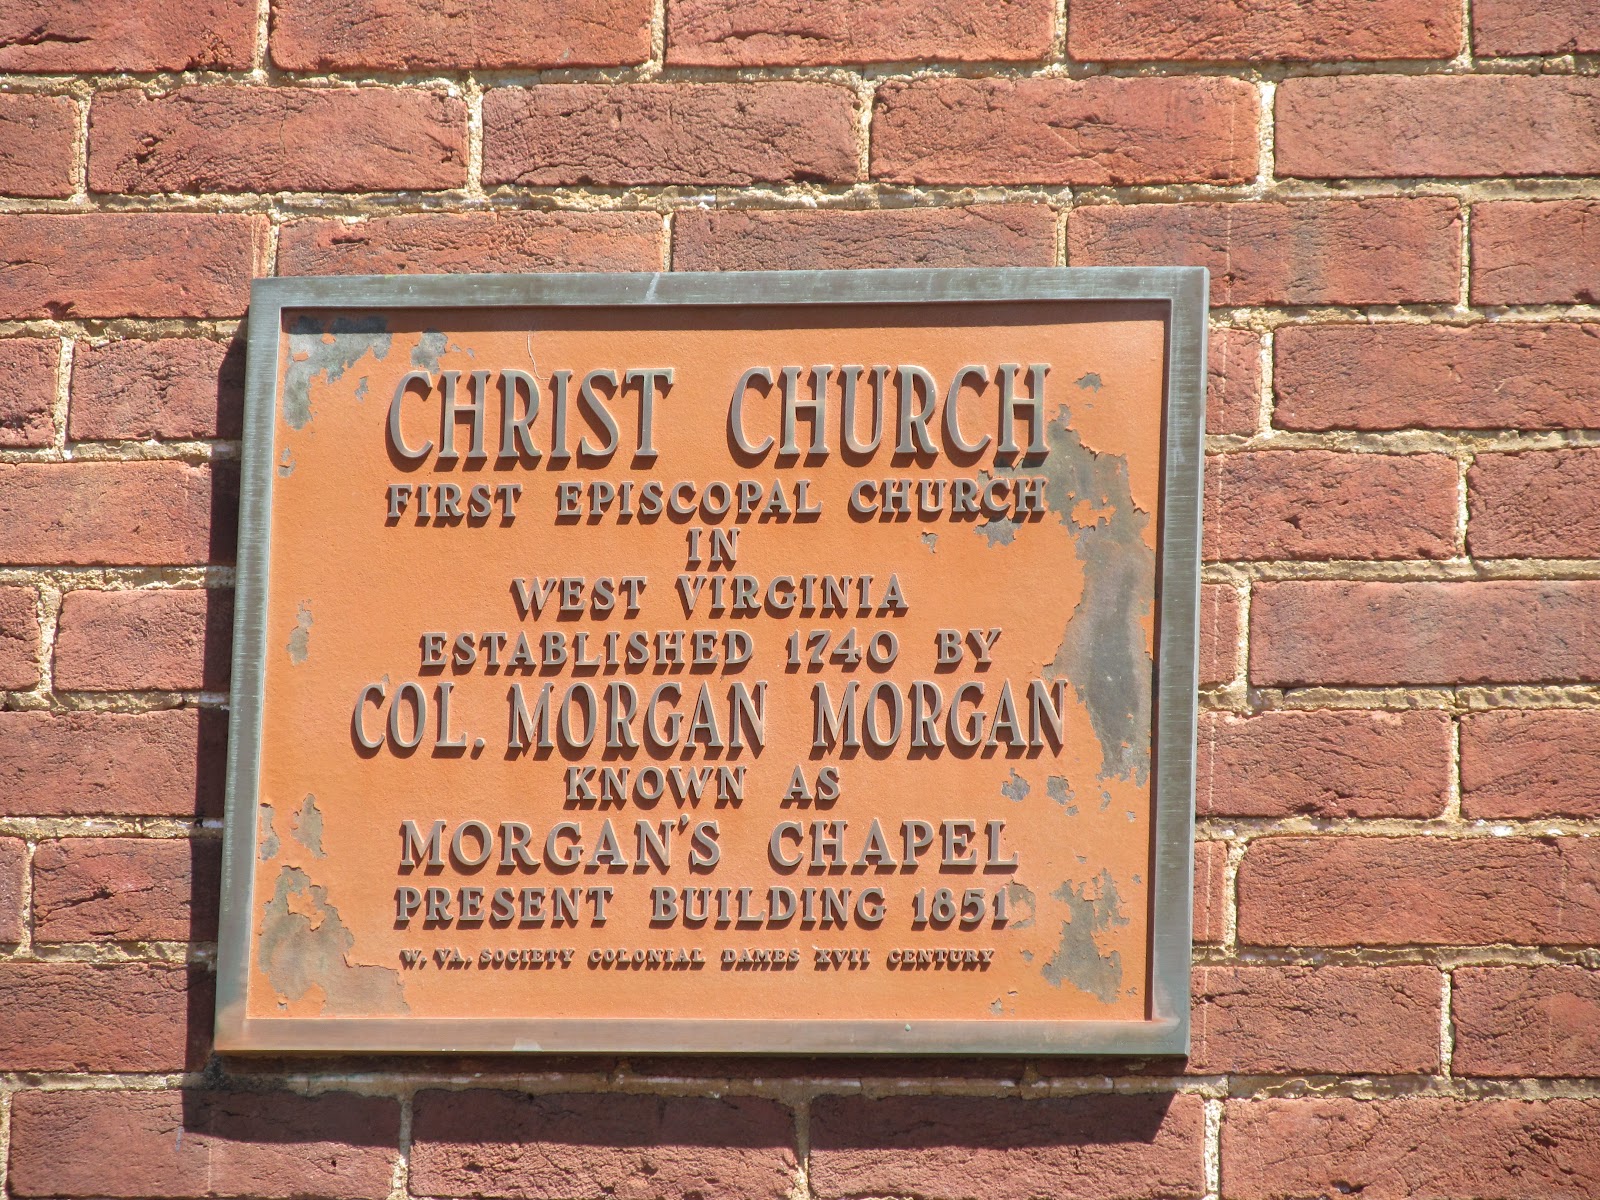 CHRIST CHURCH
FIRST EPISCOPAL CHURCH
IN
WEST VIRGINIA
ESTABLISHED 1740 BY
COL. MORGAN MORGAN
KNOWN AS
MORGAN'S CHAPEL
PRESENT BUILDING 1851
W. VA. SOCIETY COLONIAL DAMES XVII CENTURY